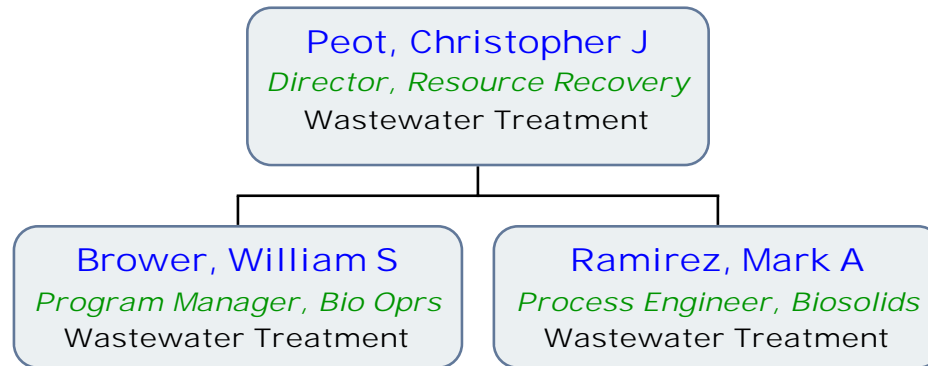 Peot, Christopher J
Director, Resource Recovery
Wastewater Treatment
Brower, William S
Program Manager, Bio Oprs
Wastewater Treatment
Ramirez, Mark A
Process Engineer, Biosolids
Wastewater Treatment